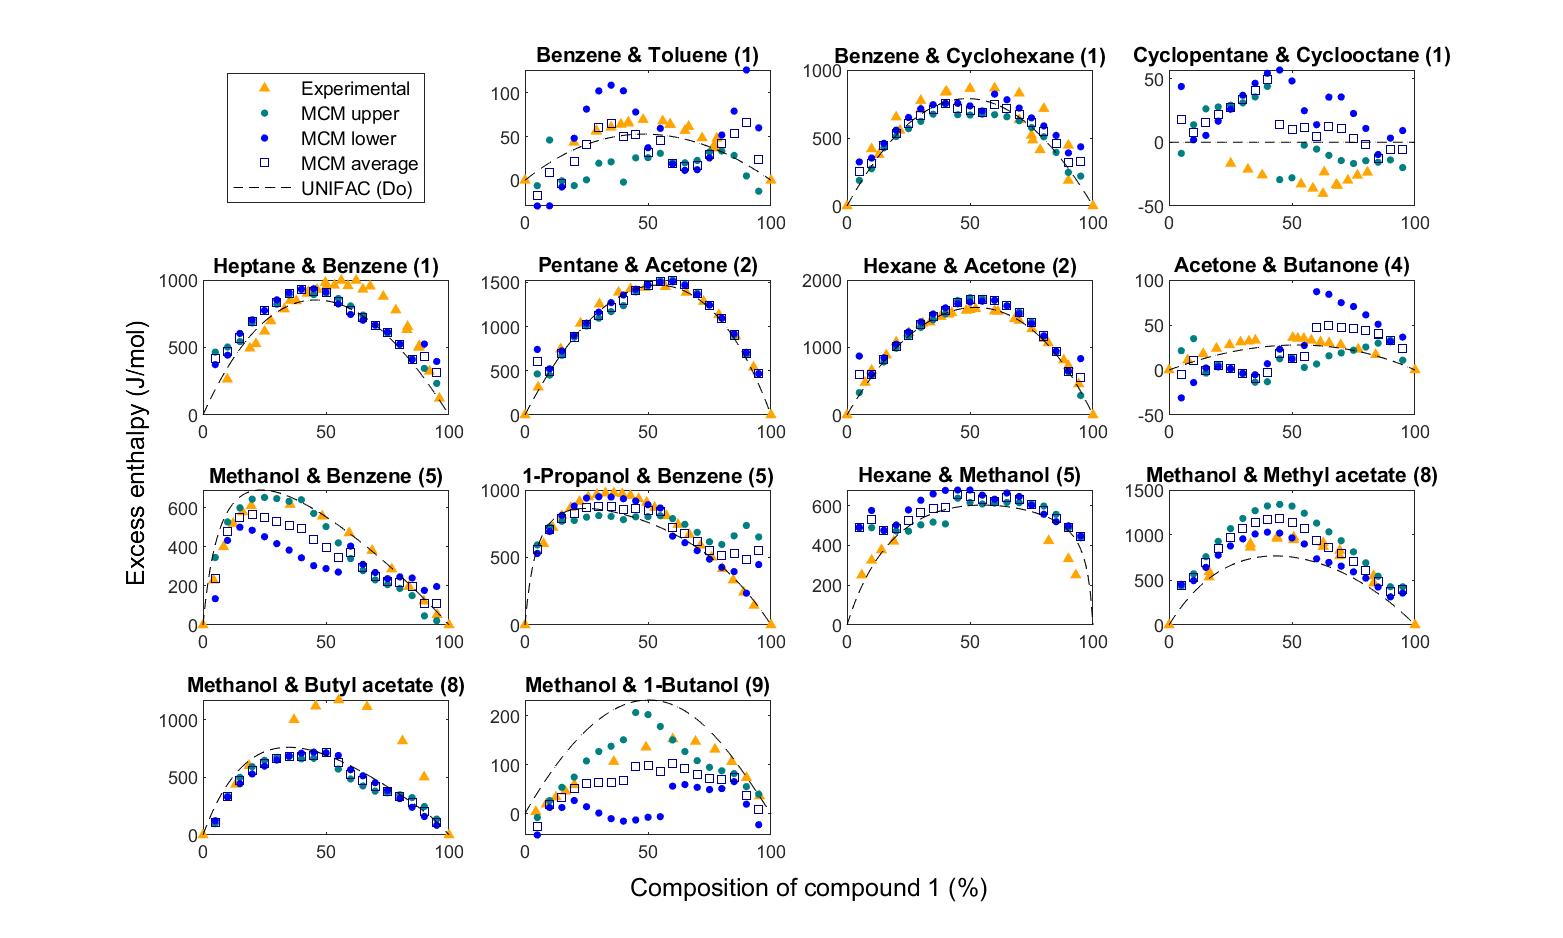 Experimental
MCM upper
MCM lower
MCM average
UNIFAC (Do)
Benzene & Toluene (1)
100
50
0
0 50 100
Benzene & Cyclohexane (1)
1000
500
0
0 50 100
Cyclopentane & Cyclooctane (1)
50
0
-50
0 50 100
Heptane & Benzene (1)
1000
500
0
0 50 100
Pentane & Acetone (2)
1500
1000
500
0
0 50 100
Hexane & Acetone (2)
2000
1000
0
0 50 100
Acetone & Butanone (4)
100
50
0
-50
0 50 100
Methanol & Benzene (5)
600
400
200
0
0 50 100
1-Propanol & Benzene (5)
1000
500
0
0 50 100
Hexane & Methanol (5)
600
400
200
0
0 50 100
Methanol & Methyl acetate (8)
1500
1000
500
0
0 50 100
Methanol & Butyl acetate (8)
1000
500
0
0 50 100
Methanol & 1-Butanol (9)
200
100
0
0 50 100
Excess enthalpy (J/mol)
Composition of compound 1 (%)